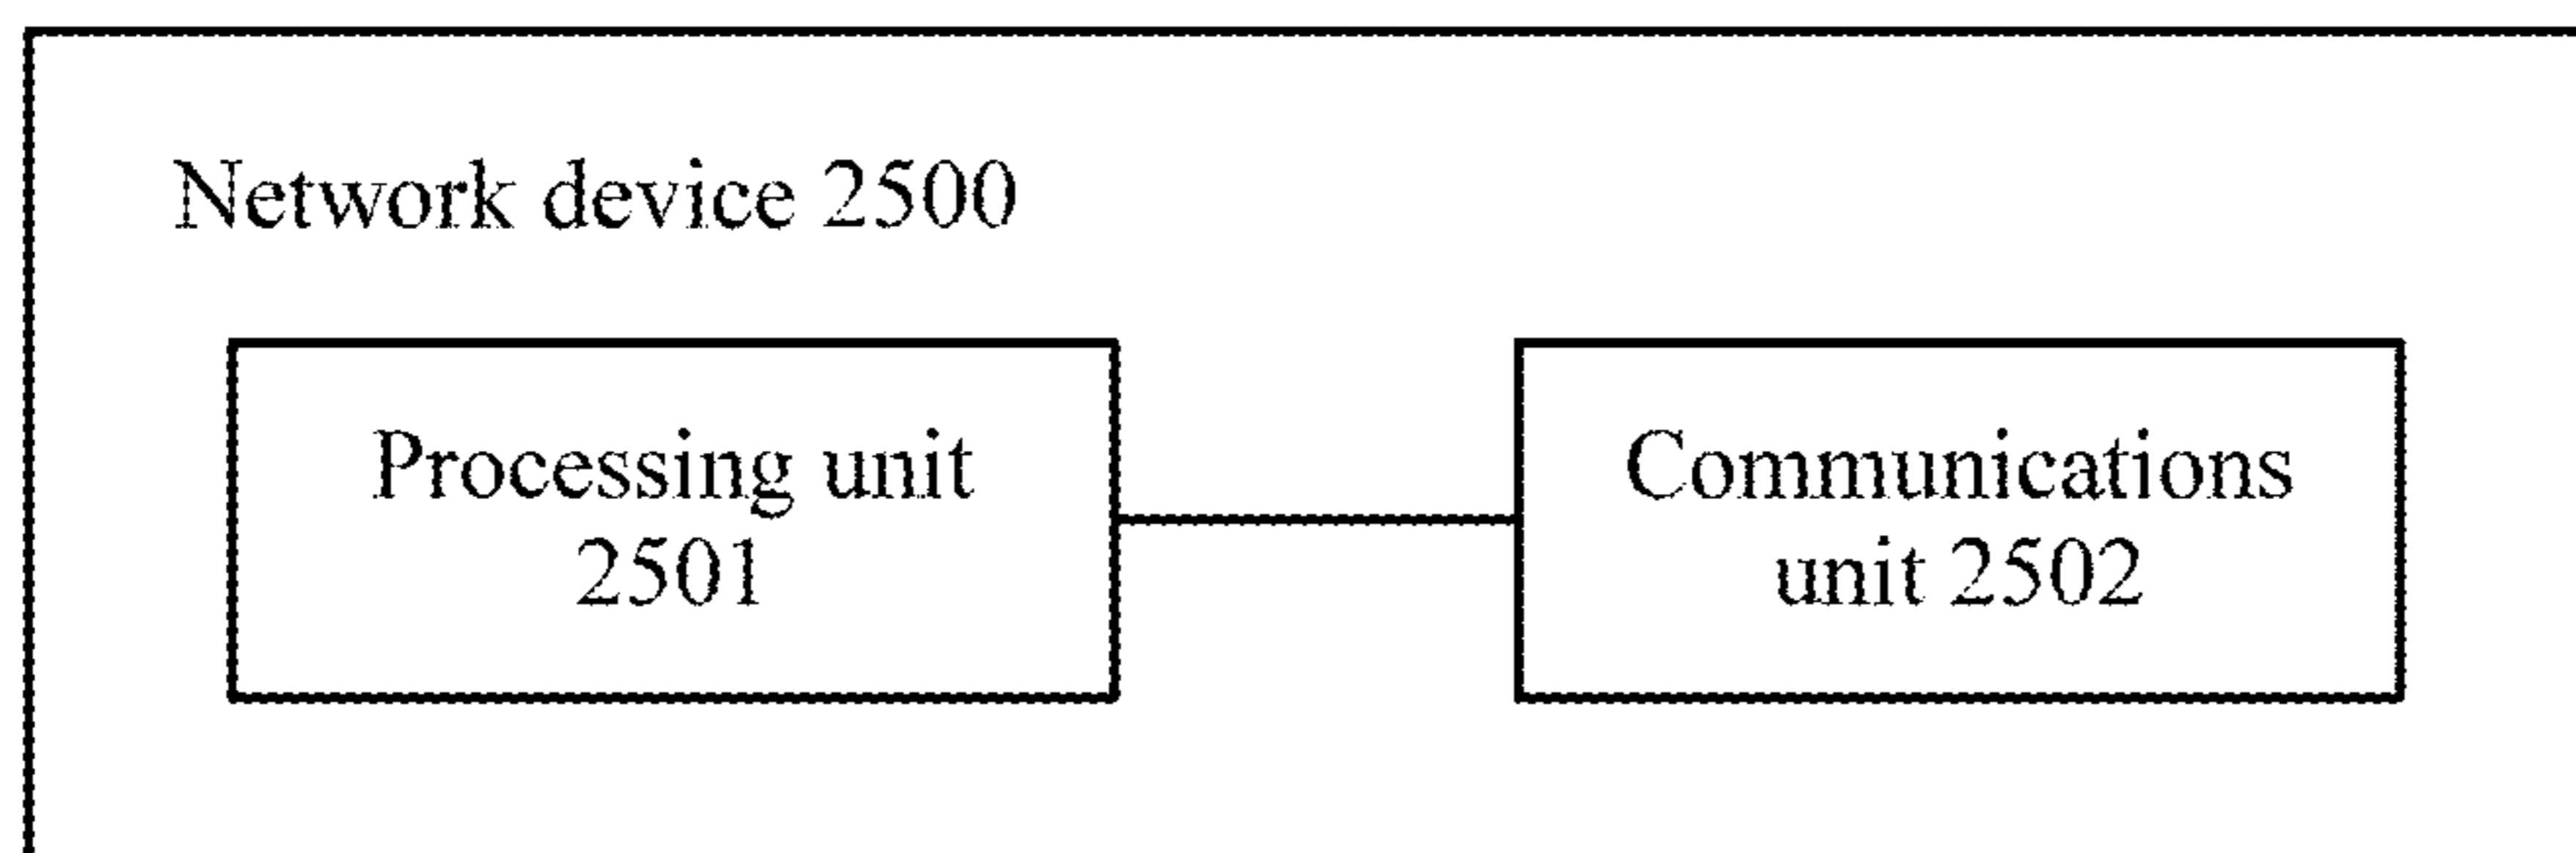 Network device 2500
Processing unit
2501
Communications
unit 2502